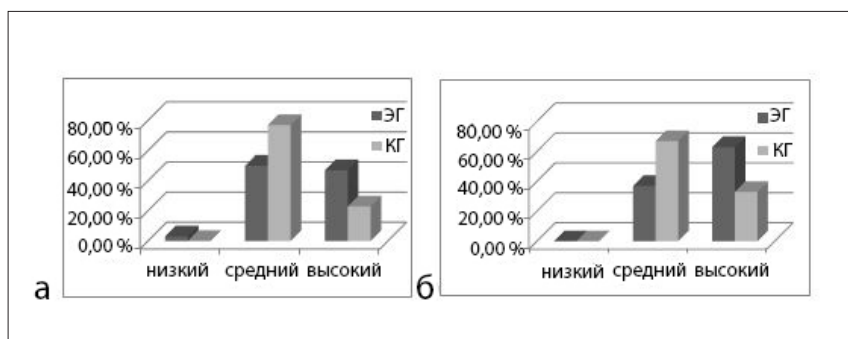 ЭГ
КГ
80,00 %
60,00 %
40,00 %
20,00 %
0,00 %
низкий средний высокий
а
ЭГ
КГ
80,00 %
60,00 %
40,00 %
20,00 %
0,00 %
низкий средний высокий
б